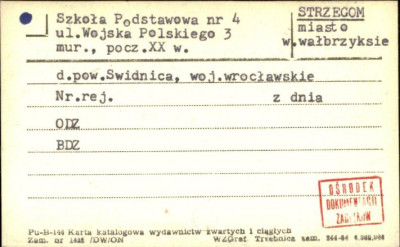 Szkoła Podstawowa nr 4
ul.Wojska Polskiego 3
mur., pocz.XX w.
STRZEGOM
miasto
w.wałbrzyskie
d.pow.Świdnica, woj.wrocławskie
Nr.rej. z dnia
ODZ
BDZ
OŚRODEK
DOKUMENTACJI
ZABYTKÓW
Pu-B-144 Karta katalogowa wydawnictw zwartych i ciągłych
Zam. nr /DW/ON WZGraf Trzebnica zam.